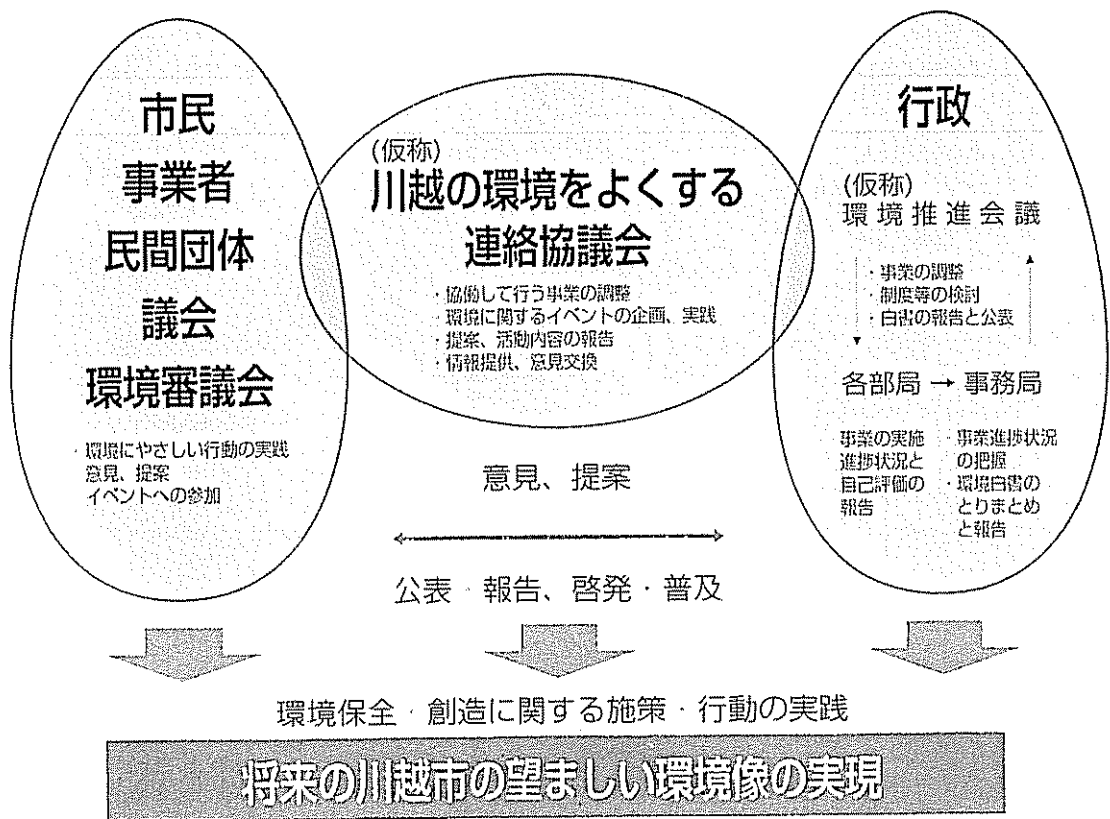 市民
事業者
民間団体
議会
環境審議会
・環境にやさしい行動の実践
意見、提案
イベントへの参加
(仮称)
川越の環境をよくする
連絡協議会
・協働して行う事業の調整
・環境に関するイベントの企画、実践
・提案、活動内容の報告
・情報提供、意見交換
意見、提案
公表・報告、啓発・普及
行政
(仮称)
環境推進会議
・事業の調整
・制度等の検討
・白書の報告と公表
各部局 → 事務局
事業の実施
進捗状況と
自己評価の
報告
・事業進捗状況
の把握
・環境白書の
とりまとめ
と報告
環境保全・創造に関する施策・行動の実践
将来の川越市の望ましい環境像の実現